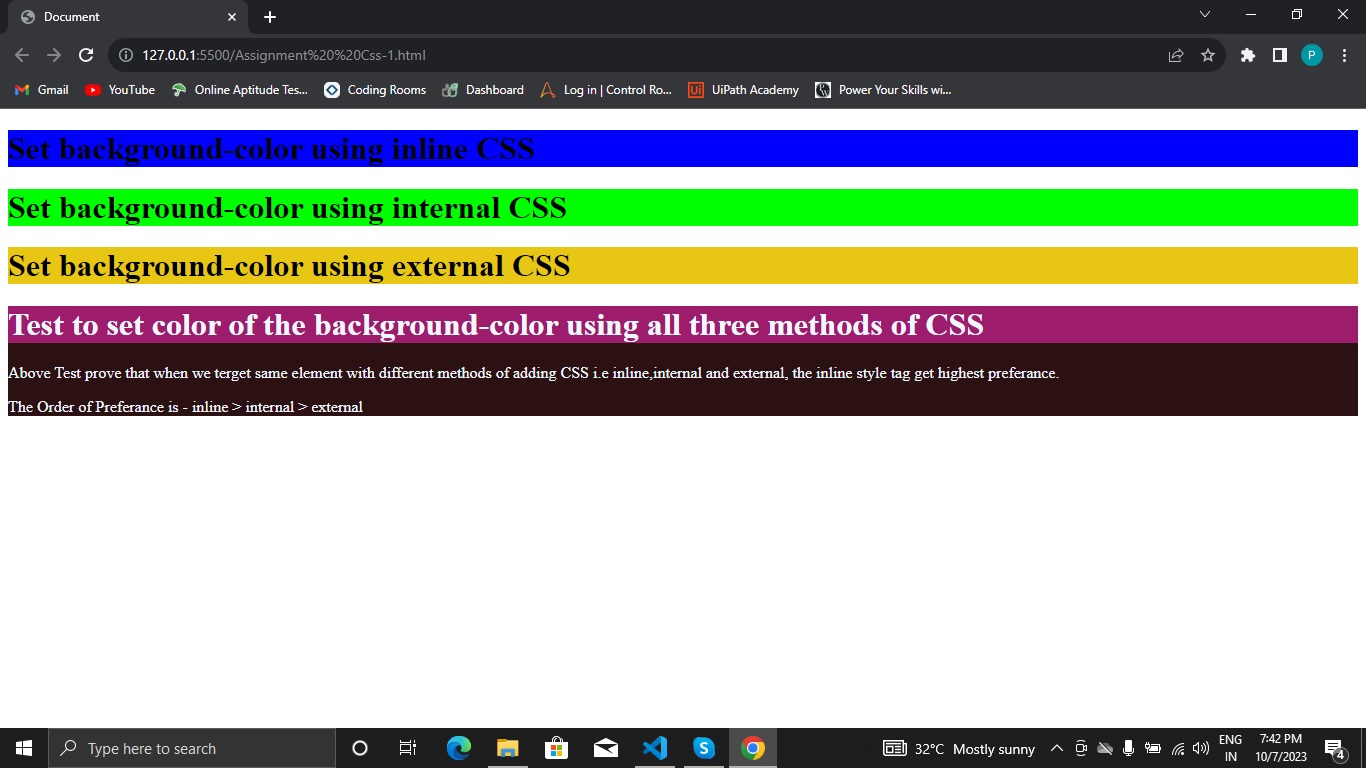 Document
127.0.0.1:5500/Assignment%20%20Css-1.html
P
Gmail YouTube Online Aptitude Tes... Coding Rooms Dashboard Log in | Control Ro... Ui UiPath Academy Power Your Skills wi...
Set background-color using inline CSS
Set background-color using internal CSS
Set background-color using external CSS
Test to set color of the background-color using all three methods of CSS
Above Test prove that when we terget same element with different methods of adding CSS i.e inline,internal and external, the inline style tag get highest preferance.
The Order of Preferance is - inline > internal > external
Type here to search
S
32°C Mostly sunny
ENG
IN
7:42 PM
10/7/2023
4